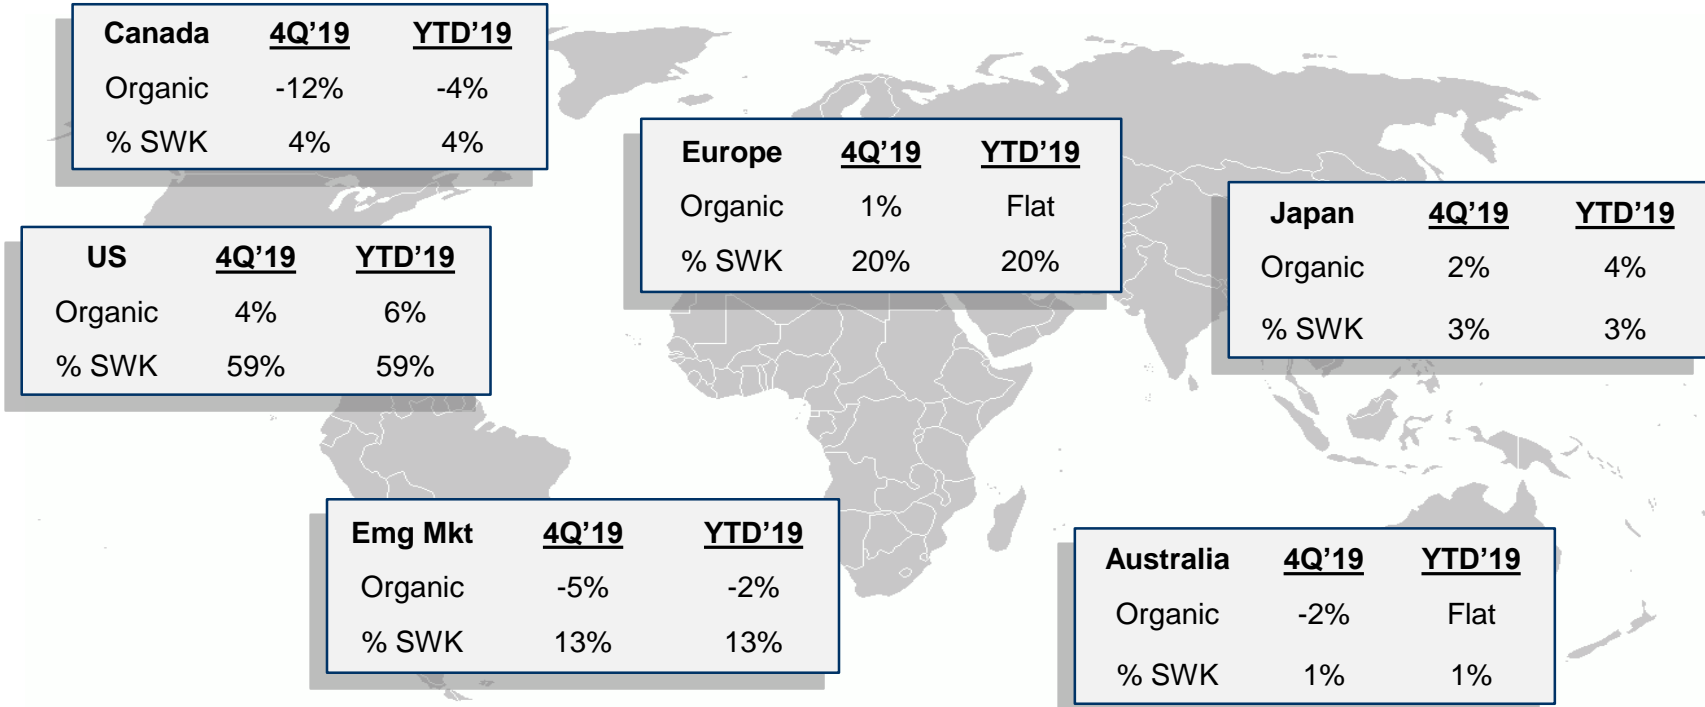 Canada 4Q’19 YTD’19
Organic -12% -4%
% SWK 4% 4%
US 4Q’19 YTD’19
Organic 4% 6%
% SWK 59% 59%
Europe 4Q’19 YTD’19
Organic 1% Flat
% SWK 20% 20%
Japan 4Q’19 YTD’19
Organic 2% 4%
% SWK 3% 3%
Emg Mkt 4Q’19 YTD’19
Organic -5% -2%
% SWK 13% 13%
Australia 4Q’19 YTD’19
Organic -2% Flat
% SWK 1% 1%